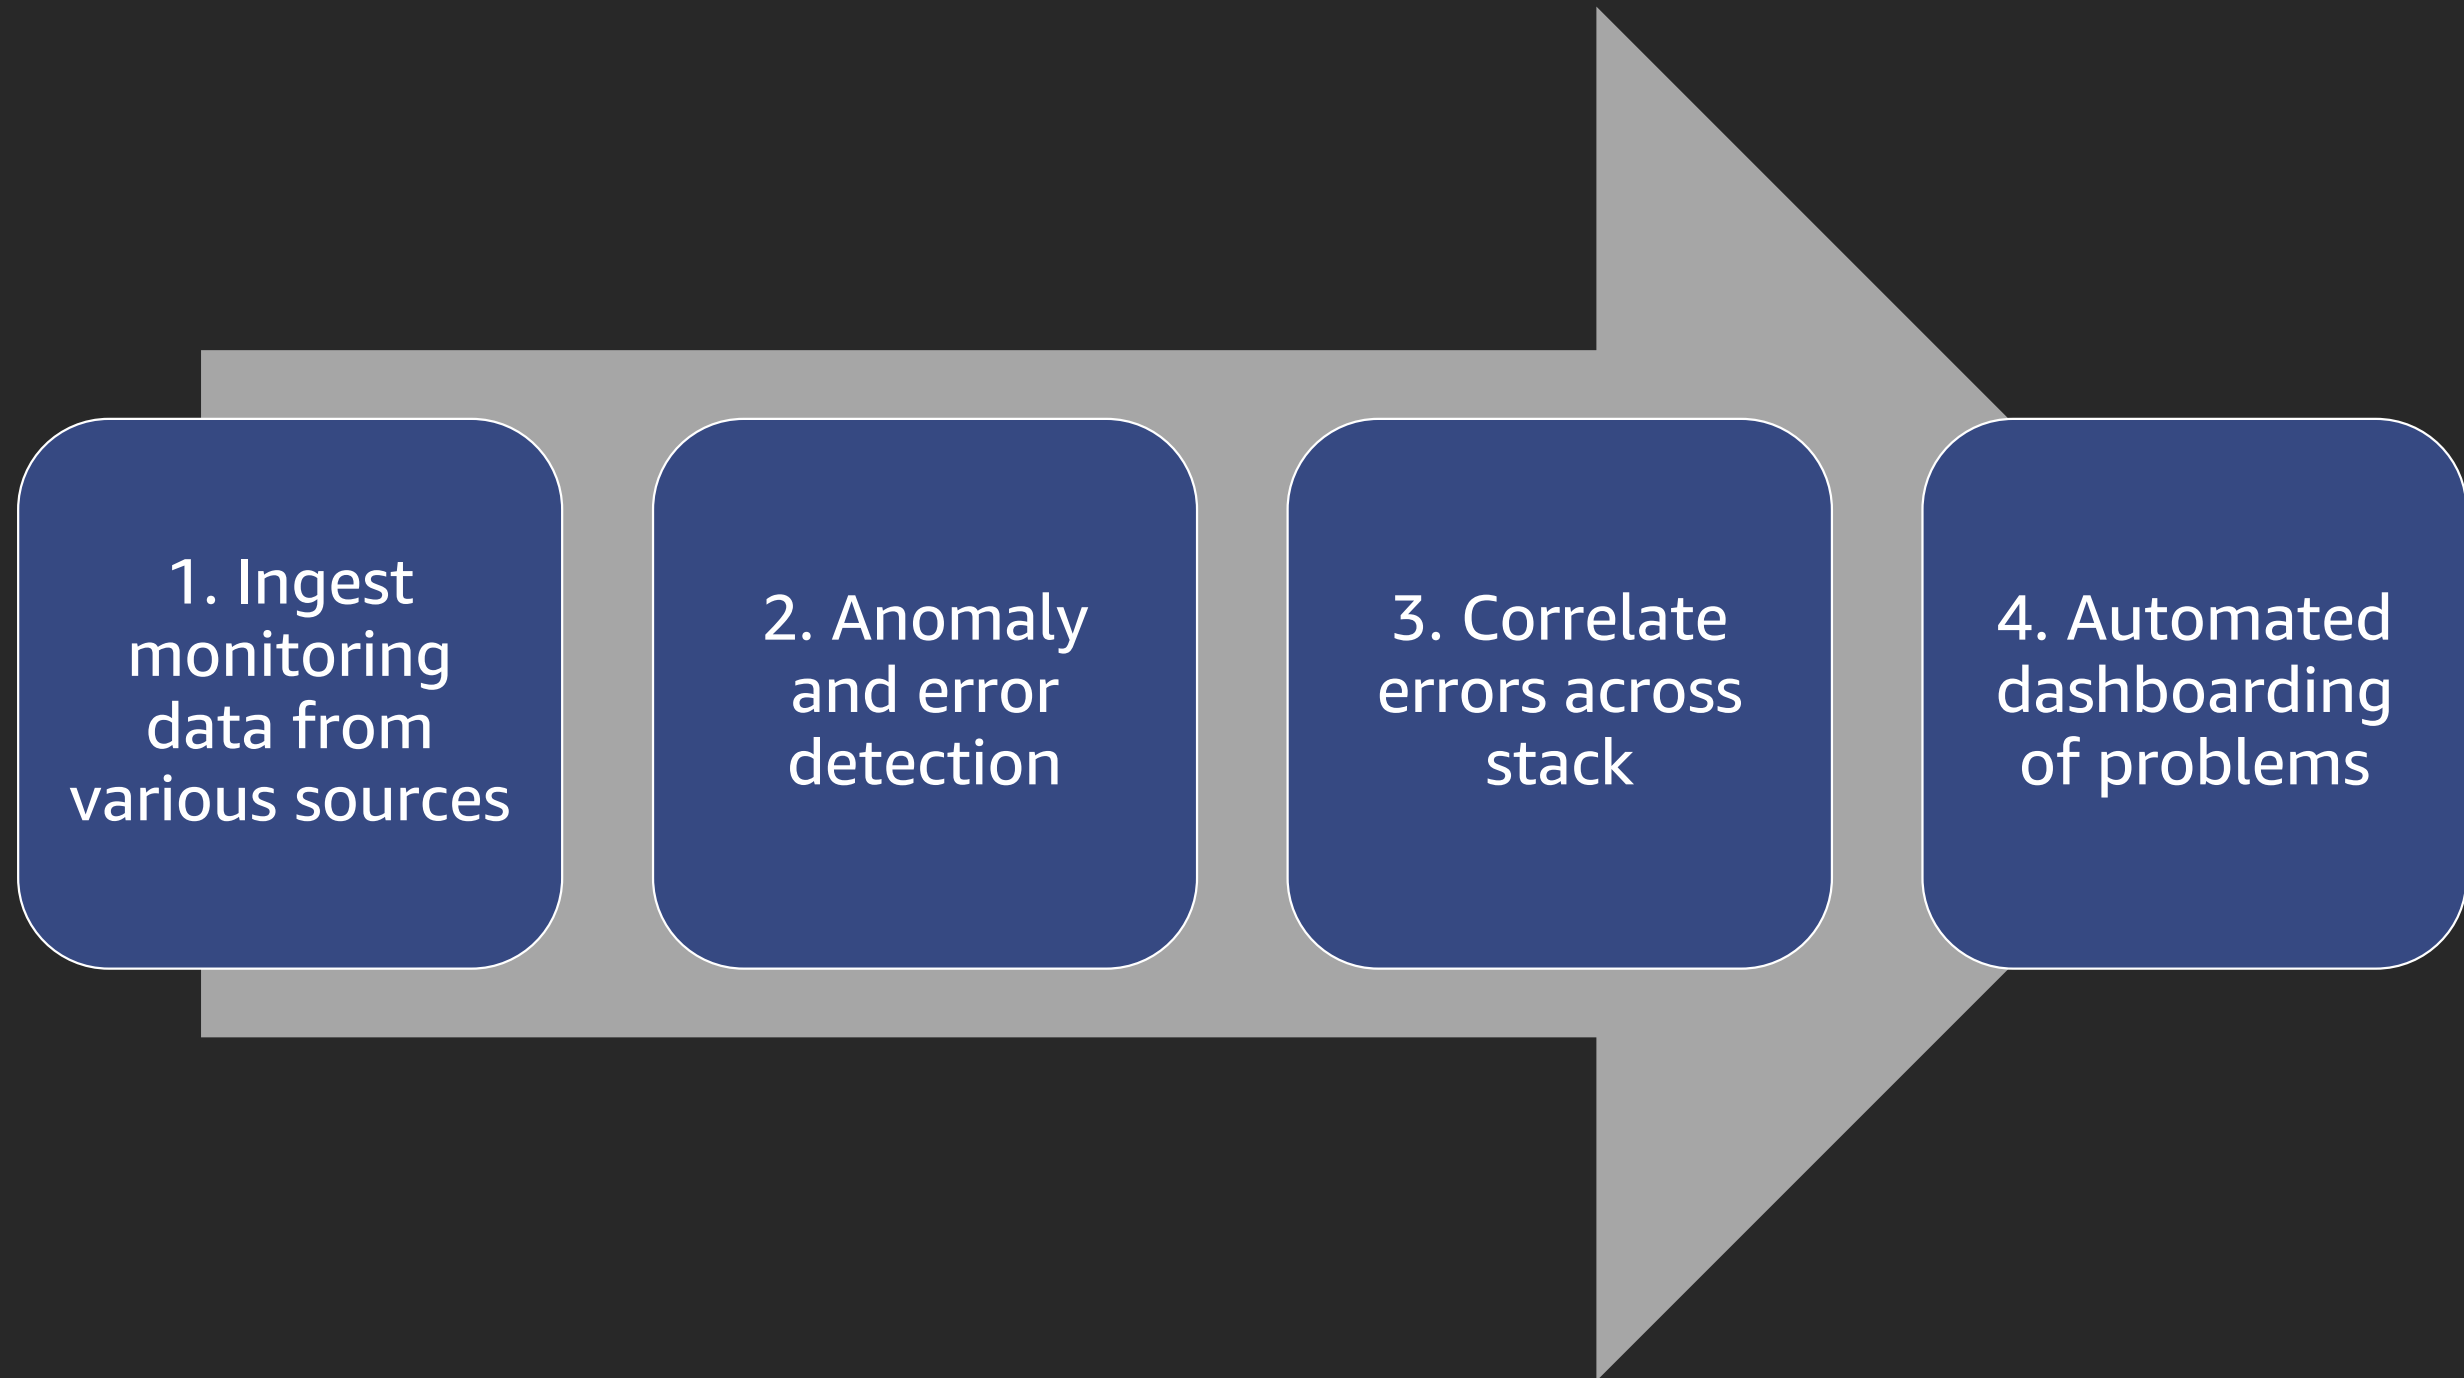 1. Ingest
monitoring
data from
various sources
2. Anomaly
and error
detection
3. Correlate
errors across
stack
4. Automated
dashboarding
of problems